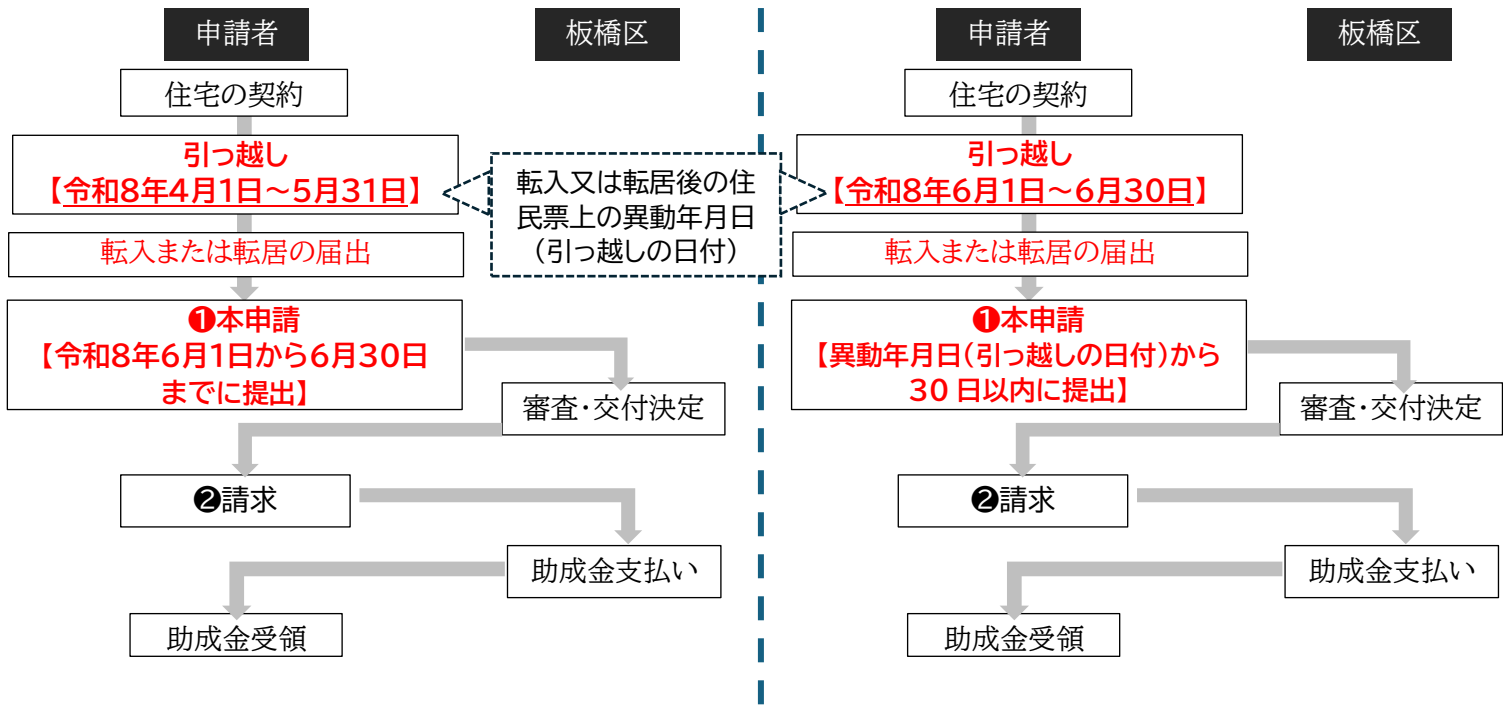 申請者
板橋区
住宅の契約
引っ越し
【令和8年4月1日～5月31日】
転入または転居の届出
❶本申請
【令和8年6月1日から6月30日
までに提出】
審査・交付決定
❷請求
助成金支払い
助成金受領
転入又は転居後の住
民票上の異動年月日
（引っ越しの日付）
申請者
板橋区
住宅の契約
引っ越し
【令和8年6月1日～6月30日】
転入または転居の届出
❶本申請
【異動年月日（引っ越しの日付）から
30 日以内に提出】
審査・交付決定
❷請求
助成金支払い
助成金受領